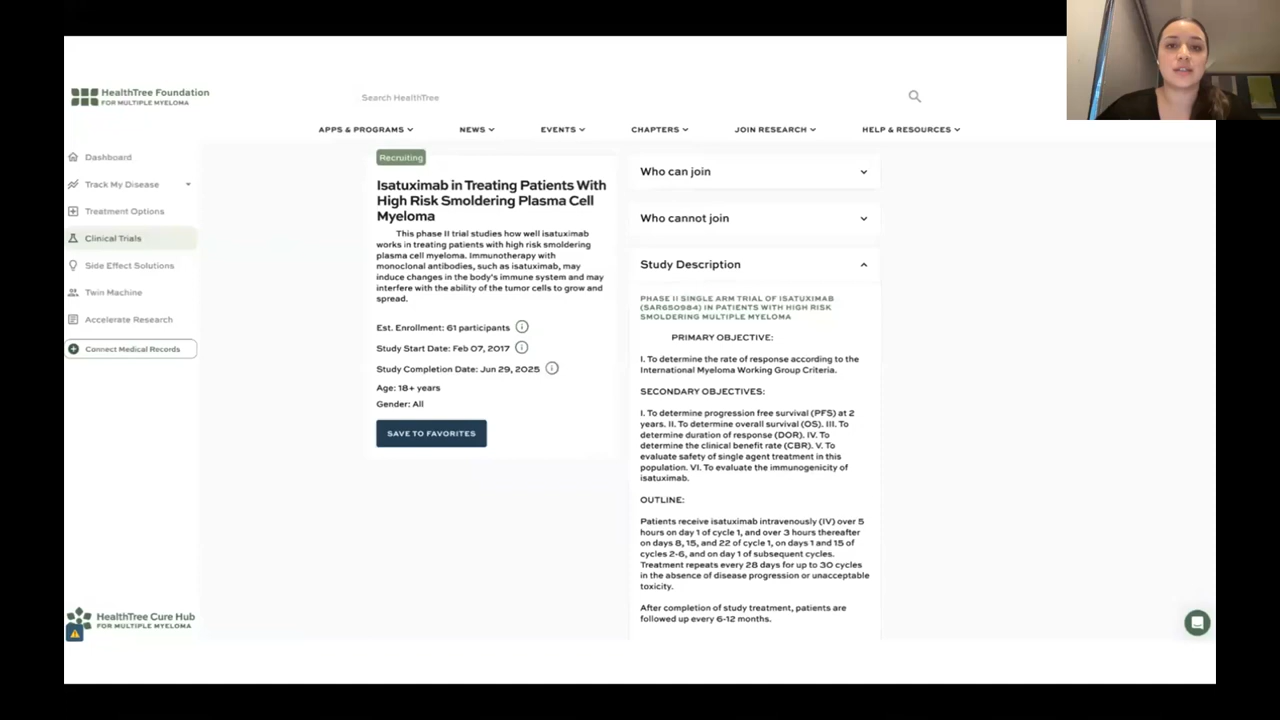 HealthTree Foundation
FOR MULTIPLE MYELOMA
Search HealthTree
APPS & PROGRAMS
NEWS
EVENTS
CHAPTERS
JOIN RESEARCH
HELP & RESOURCES
Dashboard
Track My Disease
Treatment Options
Clinical Trials
Side Effect Solutions
Twin Machine
Accelerate Research
Connect Medical Records
HealthTree Cure Hub
FOR MULTIPLE MYELOMA
Recruiting
Isatuximab in Treating Patients With
High Risk Smoldering Plasma Cell
Myeloma
This phase II trial studies how well isatuximab
works in treating patients with high risk smoldering
plasma cell myeloma. Immunotherapy with
monoclonal antibodies, such as isatuximab, may
induce changes in the body's immune system and may
interfere with the ability of the tumor cells to grow and
spread.
Est. Enrollment: 61 participants
Study Start Date: Feb 07, 2017
Study Completion Date: Jun 29, 2025
Age: 18+ years
Gender: All
SAVE TO FAVORITES
Who can join
Who cannot join
Study Description
PHASE II SINGLE ARM TRIAL OF ISATUXIMAB
(SAR650984) IN PATIENTS WITH HIGH RISK
SMOLDERING MULTIPLE MYELOMA
PRIMARY OBJECTIVE:
I. To determine the rate of response according to the
International Myeloma Working Group Criteria.
SECONDARY OBJECTIVES:
I. To determine progression free survival (PFS) at 2
years. II. To determine overall survival (OS). III. To
determine duration of response (DOR). IV. To
determine the clinical benefit rate (CBR). V. To
evaluate safety of single agent treatment in this
population. VI. To evaluate the immunogenicity of
isatuximab.
OUTLINE:
Patients receive isatuximab intravenously (IV) over 5
hours on day 1 of cycle 1, and over 3 hours thereafter
on days 8, 15, and 22 of cycle 1, on days 1 and 15 of
cycles 2-6, and on day 1 of subsequent cycles.
Treatment repeats every 28 days for up to 30 cycles
in the absence of disease progression or unacceptable
toxicity.
After completion of study treatment, patients are
followed up every 6-12 months.